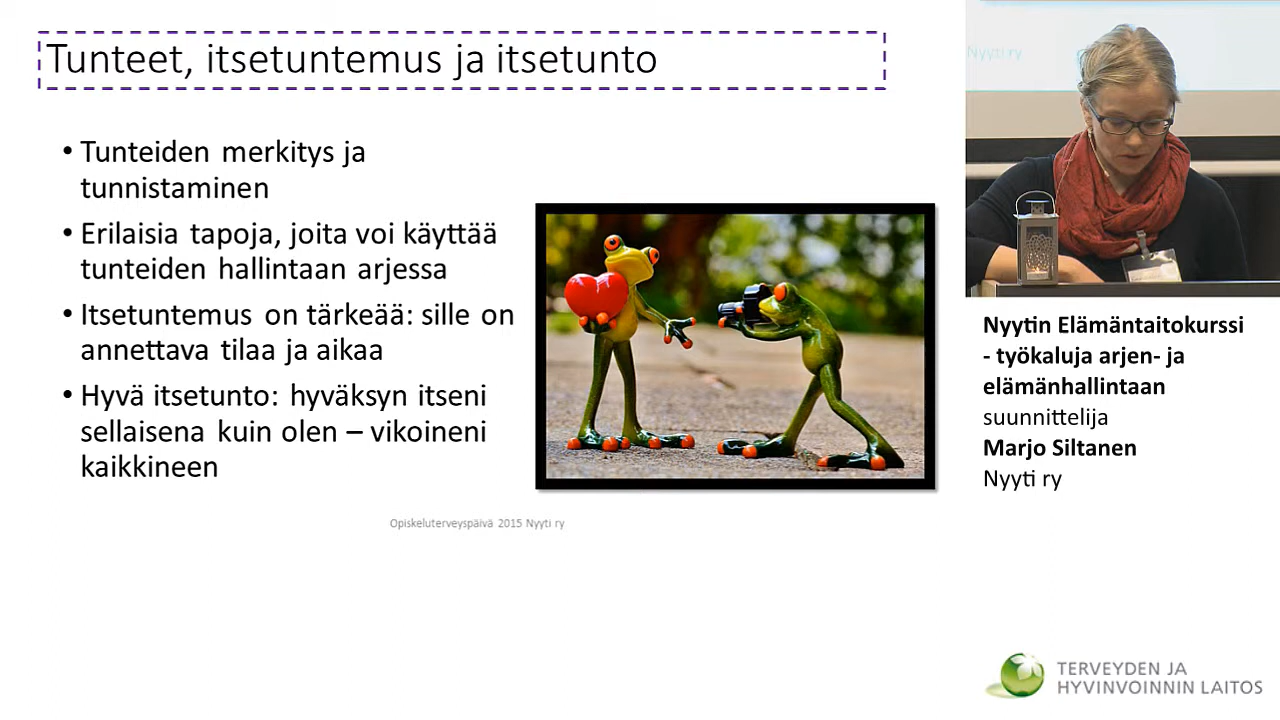 Tunteet, itsetuntemus ja itsetunto
• Tunteiden merkitys ja
tunnistaminen
• Erilaisia tapoja, joita voi käyttää
tunteiden hallintaan arjessa
• Itsetuntemus on tärkeää: sille on
annettava tilaa ja aikaa
• Hyvä itsetunto: hyväksyn itseni
sellaisena kuin olen – vikoineni
kaikkineen
Opiskeluterveyspäivä 2015 Nyyti ry
Nyyti ry
Nyytin Elämäntaitokurssi
- työkaluja arjen- ja
elämänhallintaan
suunnittelija
Marjo Siltanen
Nyyti ry
TERVEYDEN JA
HYVINVOINNIN LAITOS